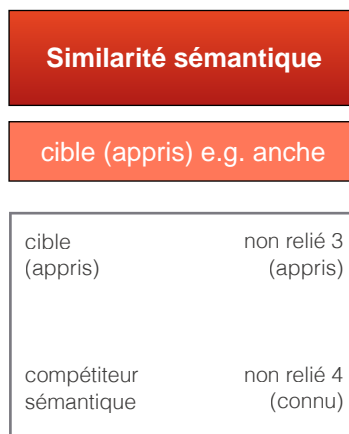 Similarité sémantique
cible (appris) e.g. anche
cible
(appris)
non relié 3
(appris)
compétiteur
sémantique
non relié 4
(connu)